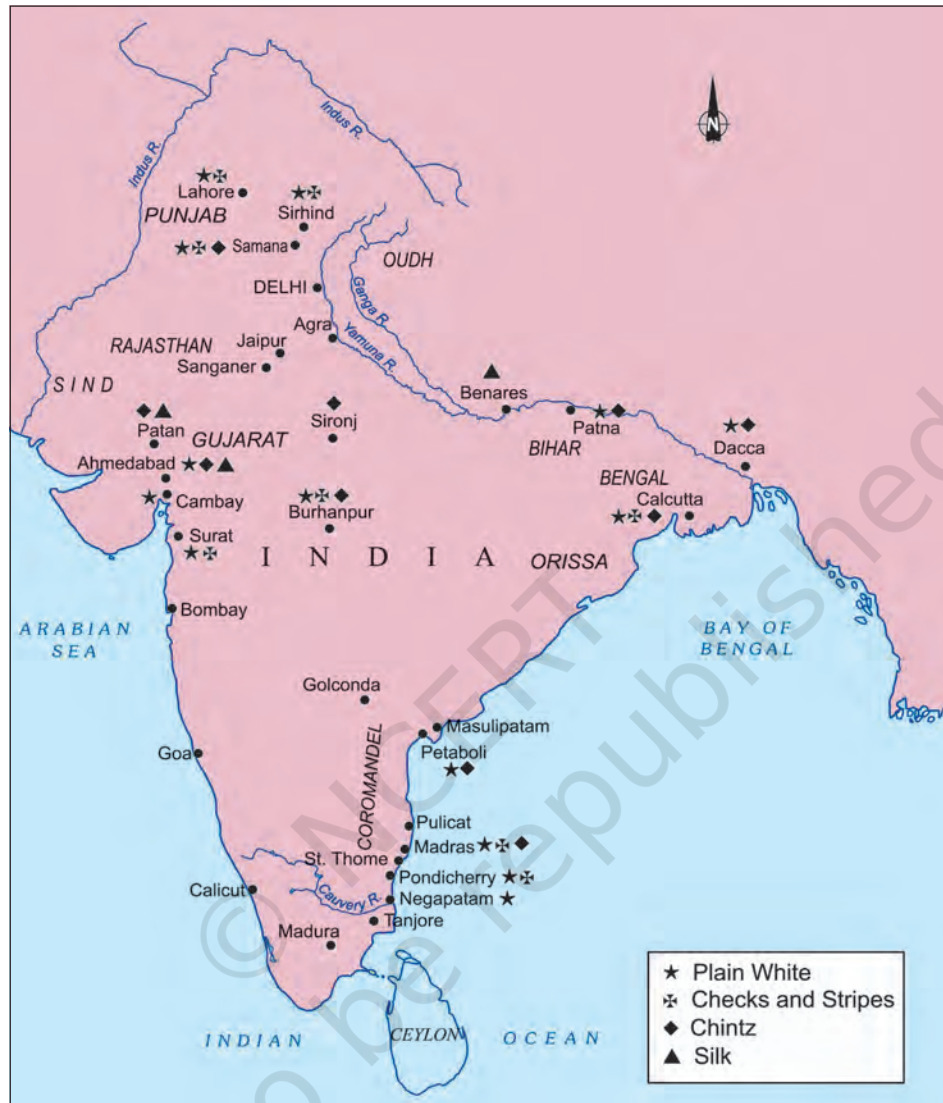 Indus R.
Indus R.
N
Lahore
PUNJAB
Sirhind
Samana
OUDH
DELHI
Ganga R.
Yamuna R.
Agra
RAJASTHAN
Jaipur
Sanganer
SIND
Benares
Patan
GUJARAT
Sironj
Patna
BIHAR
Dacca
Ahmedabad
BENGAL
Cambay
Burhanpur
Calcutta
Surat
INDIA
ORISSA
Bombay
ARABIAN
SEA
BAY OF
BENGAL
Golconda
Masulipatam
Petaboli
Goa
COROMANDEL
Pulicat
Madras
St. Thome
Pondicherry
Calicut
Cauvery R.
Negapatam
Tanjore
Madura
Plain White
Checks and Stripes
Chintz
Silk
INDIAN
CEYLON
OCEAN
© NCERT
o be republished